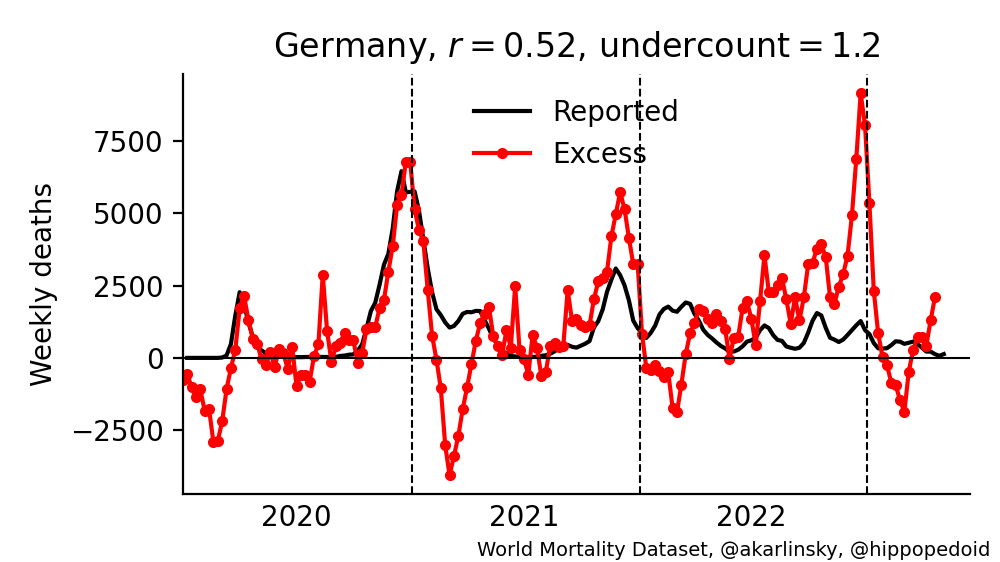 Germany, r = 0.52, undercount = 1.2
Reported
Excess
Weekly deaths
7500
5000
2500
0
−2500
2020 2021 2022
World Mortality Dataset, @akarlinsky, @hippopedoid